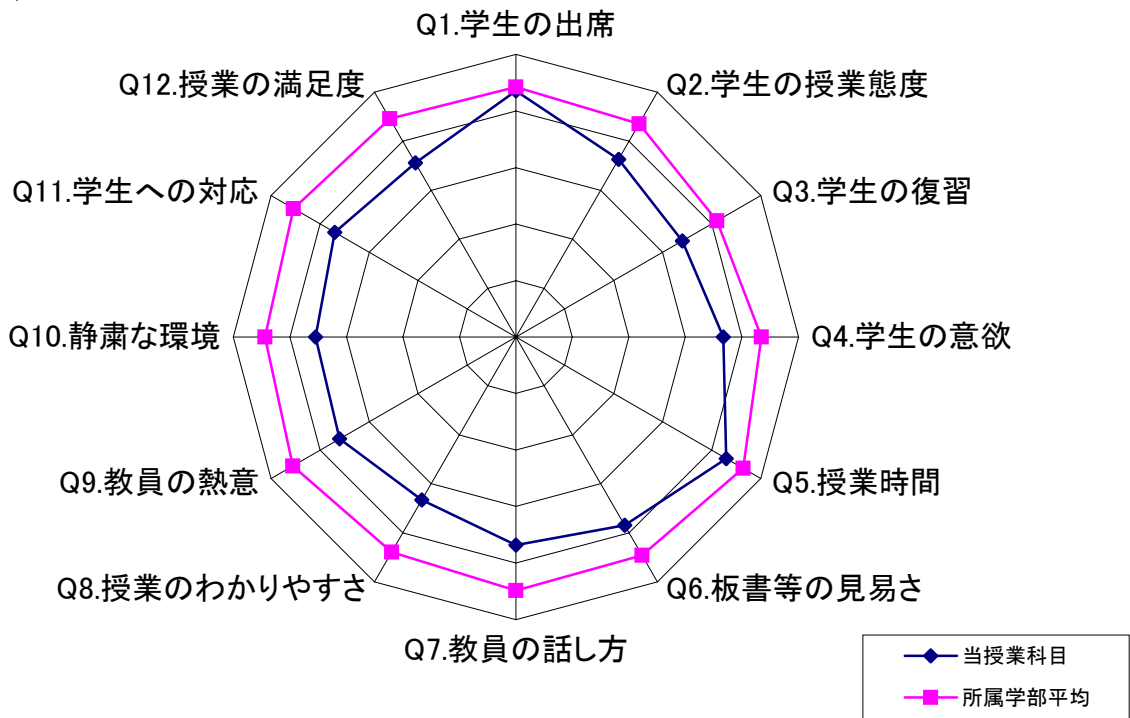 Q1.学生の出席
Q2.学生の授業態度
Q3.学生の復習
Q4.学生の意欲
Q5.授業時間
Q6.板書等の見易さ
Q7.教員の話し方
Q8.授業のわかりやすさ
Q9.教員の熱意
Q10.静粛な環境
Q11.学生への対応
Q12.授業の満足度
当授業科目
所属学部平均